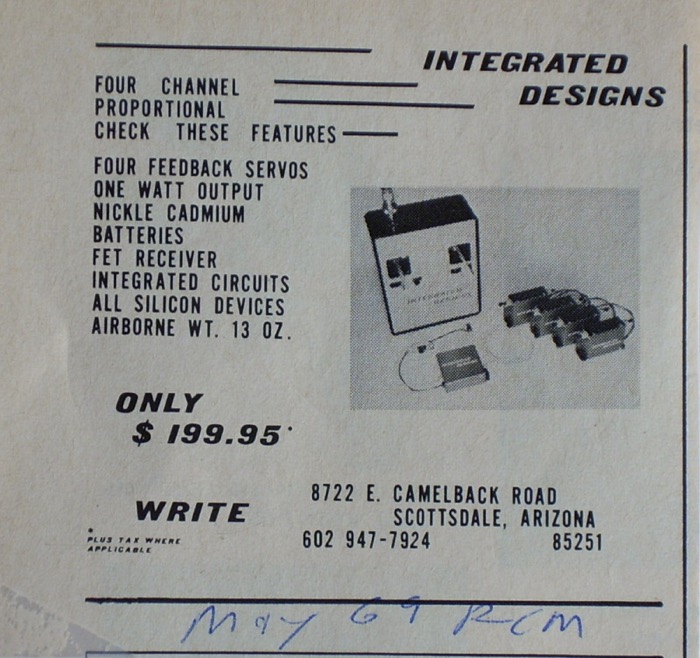 INTEGRATED
DESIGNS
FOUR CHANNEL
PROPORTIONAL
CHECK THESE FEATURES
FOUR FEEDBACK SERVOS
ONE WATT OUTPUT
NICKLE CADMIUM
BATTERIES
FET RECEIVER
INTEGRATED CIRCUITS
ALL SILICON DEVICES
AIRBORNE WT. 13 OZ.
INTEGRATED
DESIGNS
ONLY
$ 199.95*
WRITE
8722 E. CAMELBACK ROAD
SCOTTSDALE, ARIZONA
602 947-7924 85251
*
PLUS TAX WHERE
APPLICABLE
May 69 RCM